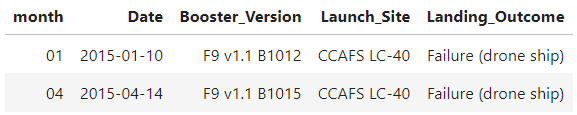 month Date Booster_Version Launch_Site Landing_Outcome
01 2015-01-10 F9 v1.1 B1012 CCAFS LC-40 Failure (drone ship)
04 2015-04-14 F9 v1.1 B1015 CCAFS LC-40 Failure (drone ship)